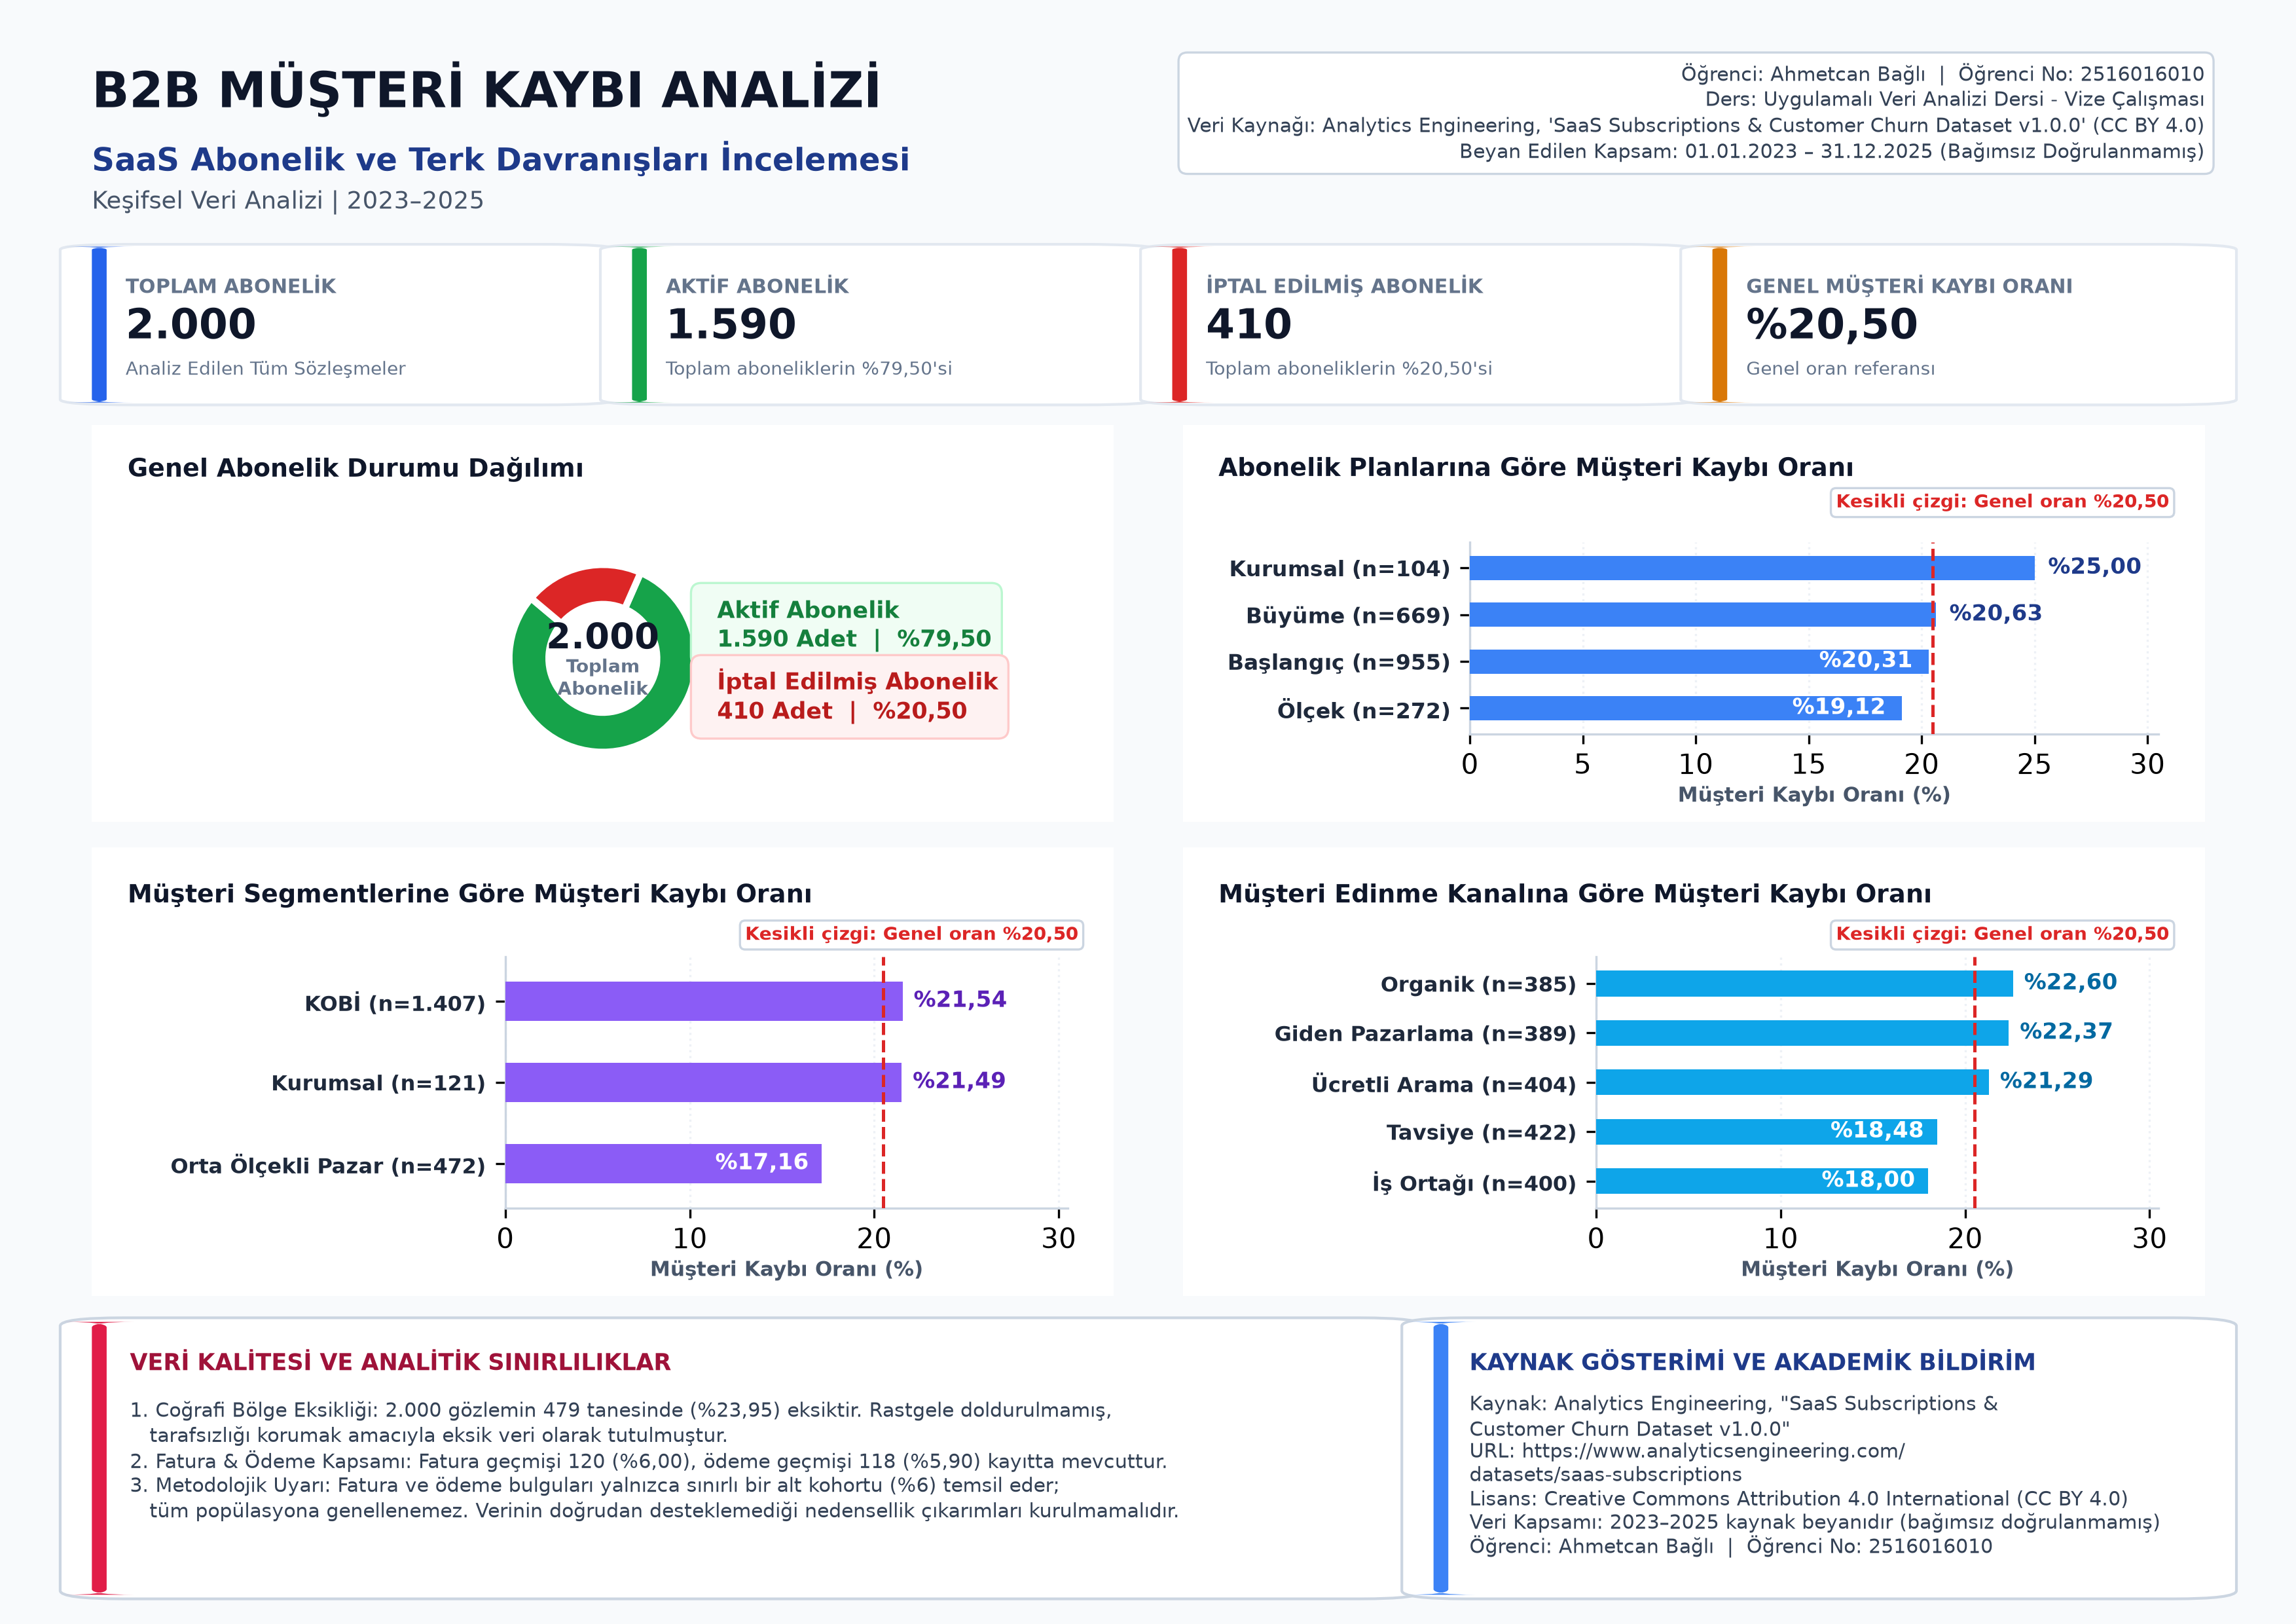 B2B MÜŞTERİ KAYBI ANALİZİ
SaaS Abonelik ve Terk Davranışları İncelemesi
Keşifsel Veri Analizi | 2023–2025
Öğrenci: Ahmetcan Bağlı | Öğrenci No: 2516016010
Ders: Uygulamalı Veri Analizi Dersi - Vize Çalışması
Veri Kaynağı: Analytics Engineering, 'SaaS Subscriptions & Customer Churn Dataset v1.0.0' (CC BY 4.0)
Beyan Edilen Kapsam: 01.01.2023 – 31.12.2025 (Bağımsız Doğrulanmamış)
TOPLAM ABONELİK
2.000
Analiz Edilen Tüm Sözleşmeler
AKTİF ABONELİK
1.590
Toplam aboneliklerin %79,50'si
İPTAL EDİLMİŞ ABONELİK
410
Toplam aboneliklerin %20,50'si
GENEL MÜŞTERİ KAYBI ORANI
%20,50
Genel oran referansı
Genel Abonelik Durumu Dağılımı
2.000
Toplam
Abonelik
Aktif Abonelik
1.590 Adet | %79,50
İptal Edilmiş Abonelik
410 Adet | %20,50
Abonelik Planlarına Göre Müşteri Kaybı Oranı
Kesikli çizgi: Genel oran %20,50
Kurumsal (n=104) %25,00
Büyüme (n=669) %20,63
Başlangıç (n=955) %20,31
Ölçek (n=272) %19,12
0 5 10 15 20 25 30
Müşteri Kaybı Oranı (%)
Müşteri Segmentlerine Göre Müşteri Kaybı Oranı
Kesikli çizgi: Genel oran %20,50
KOBİ (n=1.407) %21,54
Kurumsal (n=121) %21,49
Orta Ölçekli Pazar (n=472) %17,16
0 10 20 30
Müşteri Kaybı Oranı (%)
Müşteri Edinme Kanalına Göre Müşteri Kaybı Oranı
Kesikli çizgi: Genel oran %20,50
Organik (n=385) %22,60
Giden Pazarlama (n=389) %22,37
Ücretli Arama (n=404) %21,29
Tavsiye (n=422) %18,48
İş Ortağı (n=400) %18,00
0 10 20 30
Müşteri Kaybı Oranı (%)
VERİ KALİTESİ VE ANALİTİK SINIRLILIKLAR
1. Coğrafi Bölge Eksikliği: 2.000 gözlemin 479 tanesinde (%23,95) eksiktir. Rastgele doldurulmamış,
tarafsızlığı korumak amacıyla eksik veri olarak tutulmuştur.
2. Fatura & Ödeme Kapsamı: Fatura geçmişi 120 (%6,00), ödeme geçmişi 118 (%5,90) kayıtta mevcuttur.
3. Metodolojik Uyarı: Fatura ve ödeme bulguları yalnızca sınırlı bir alt kohortu (%6) temsil eder;
tüm popülasyona genellenemez. Verinin doğrudan desteklemediği nedensellik çıkarımları kurulmamalıdır.
KAYNAK GÖSTERİMİ VE AKADEMİK BİLDİRİM
Kaynak: Analytics Engineering, "SaaS Subscriptions &
Customer Churn Dataset v1.0.0"
URL: https://www.analyticsengineering.com/
datasets/saas-subscriptions
Lisans: Creative Commons Attribution 4.0 International (CC BY 4.0)
Veri Kapsamı: 2023–2025 kaynak beyanıdır (bağımsız doğrulanmamış)
Öğrenci: Ahmetcan Bağlı | Öğrenci No: 2516016010